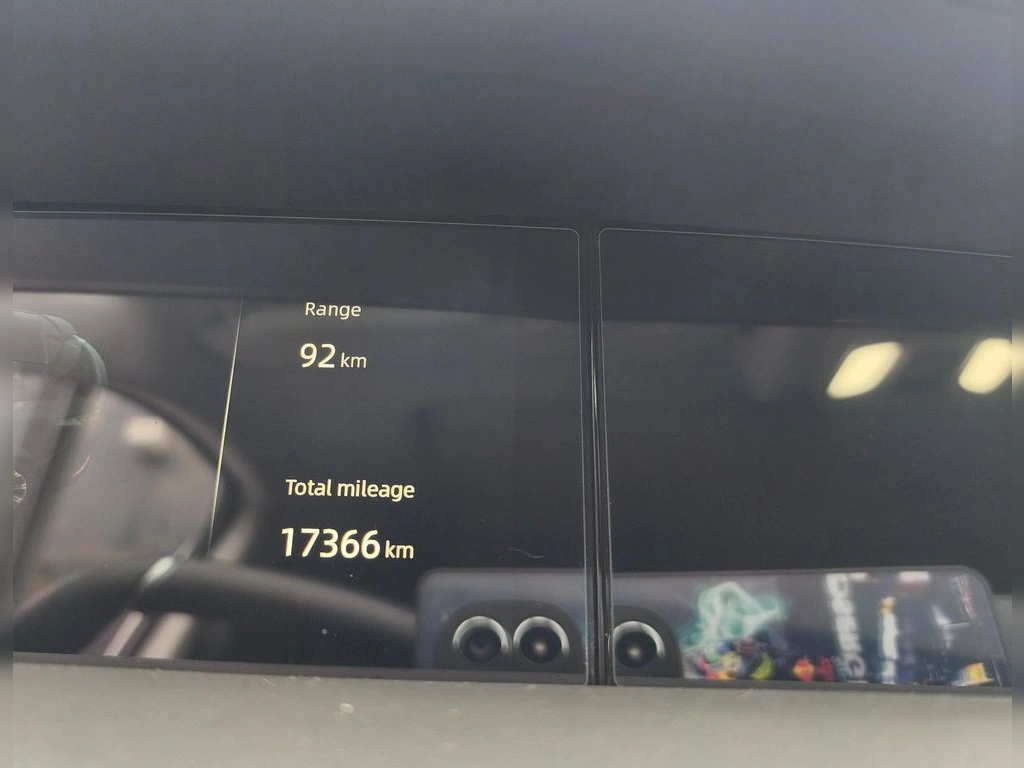 Range
92 km
Total mileage
17366 km